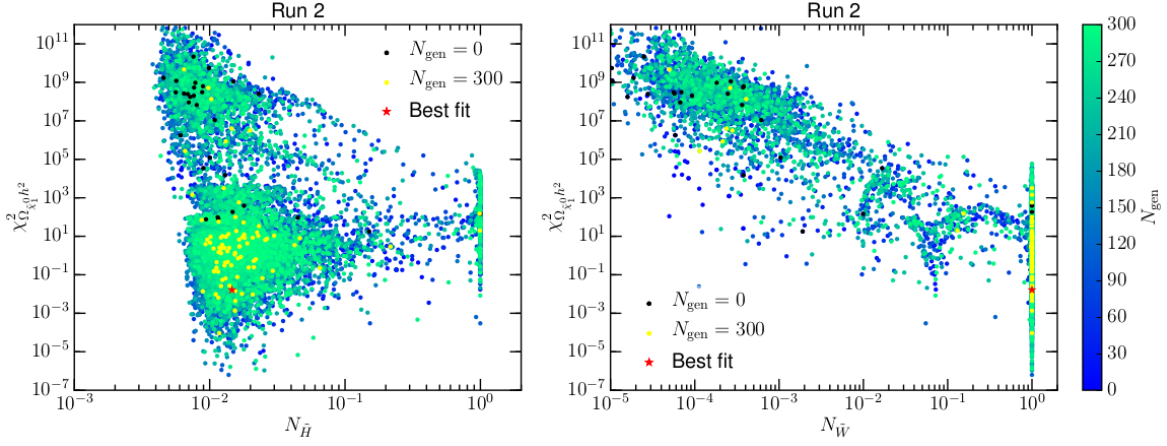 Run 2
10^{11}
10^{9}
10^{7}
10^{5}
10^{3}
10^{1}
10^{-1}
10^{-3}
10^{-5}
10^{-7}
χ²_{Ω_{χ̃₁⁰}h²}
N_gen = 0
N_gen = 300
Best fit
10^{-3} 10^{-2} 10^{-1} 10^{0}
N_{H̃}
Run 2
10^{11}
10^{9}
10^{7}
10^{5}
10^{3}
10^{1}
10^{-1}
10^{-3}
10^{-5}
10^{-7}
χ²_{Ω_{χ̃₁⁰}h²}
N_gen = 0
N_gen = 300
Best fit
10^{-5} 10^{-4} 10^{-3} 10^{-2} 10^{-1} 10^{0}
N_{W̃}
300
270
240
210
180
150
120
90
60
30
0
N_gen